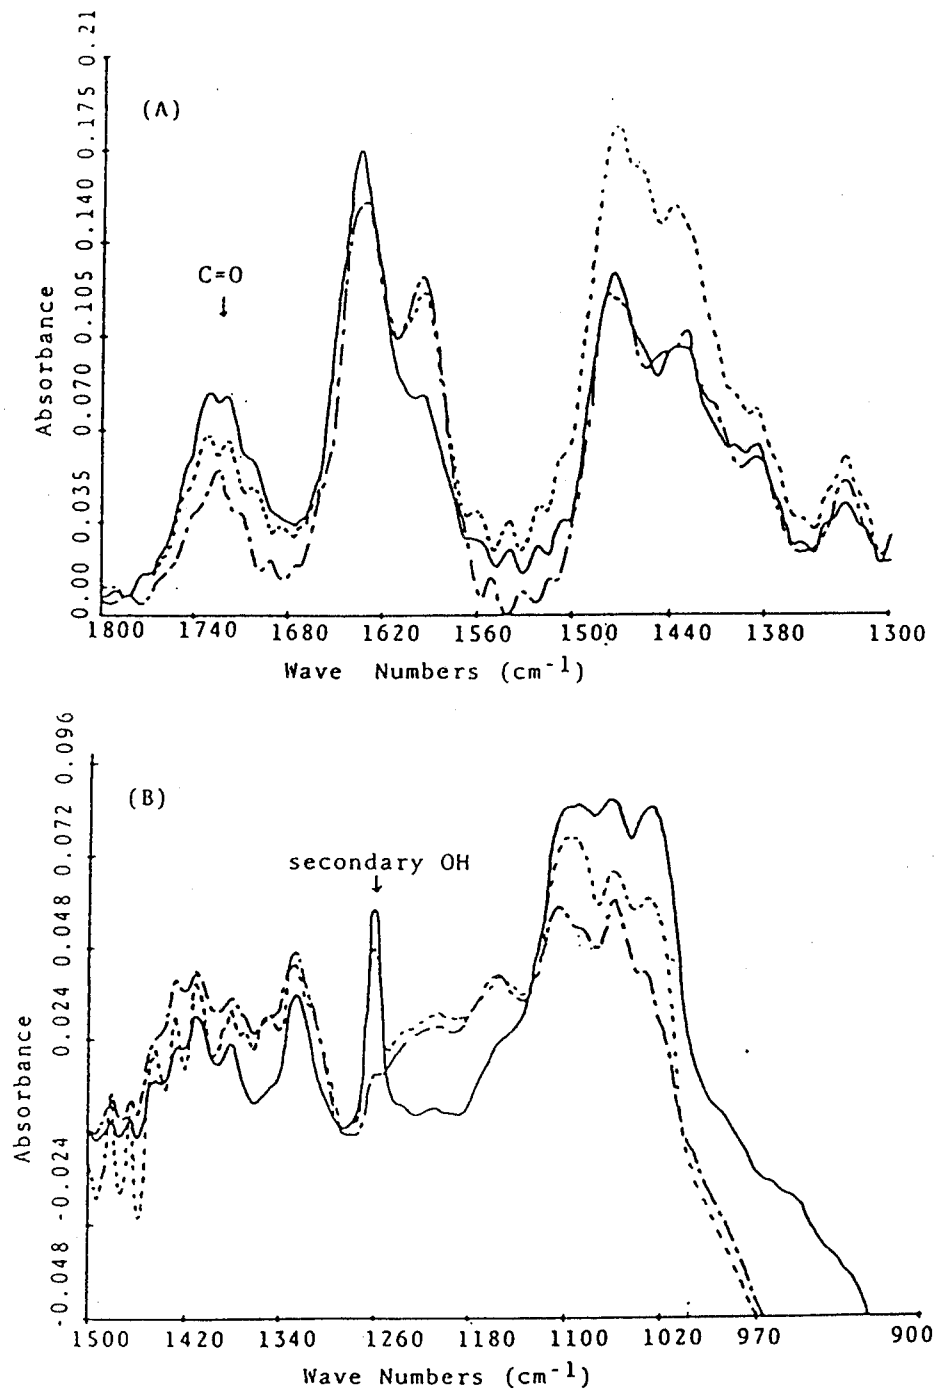 0.21
0.175
0.140
0.105
0.070
0.035
0.00
Absorbance
(A)
C=O
↓
1800 1740 1680 1620 1560 1500 1440 1380 1300
Wave Numbers (cm⁻¹)
0.096
0.072
0.048
0.024
-0.024
-0.048
Absorbance
(B)
secondary OH
↓
1500 1420 1340 1260 1180 1100 1020 970 900
Wave Numbers (cm⁻¹)